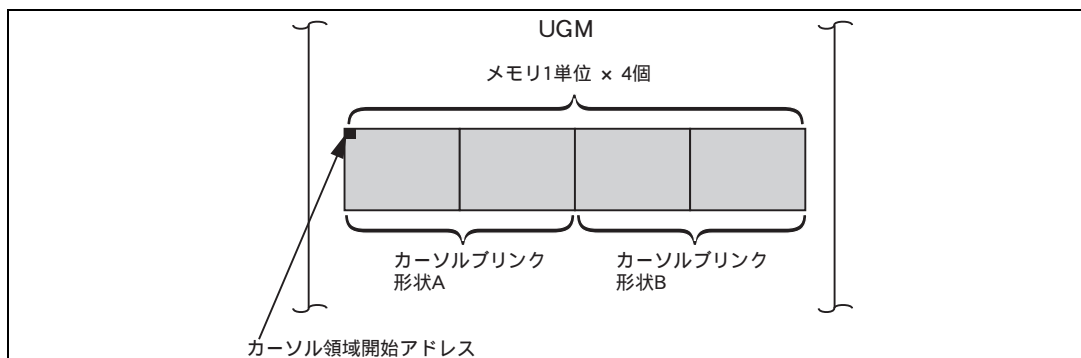 UGM
メモリ1単位 × 4個
カーソルブリンク
形状A
カーソルブリンク
形状B
カーソル領域開始アドレス